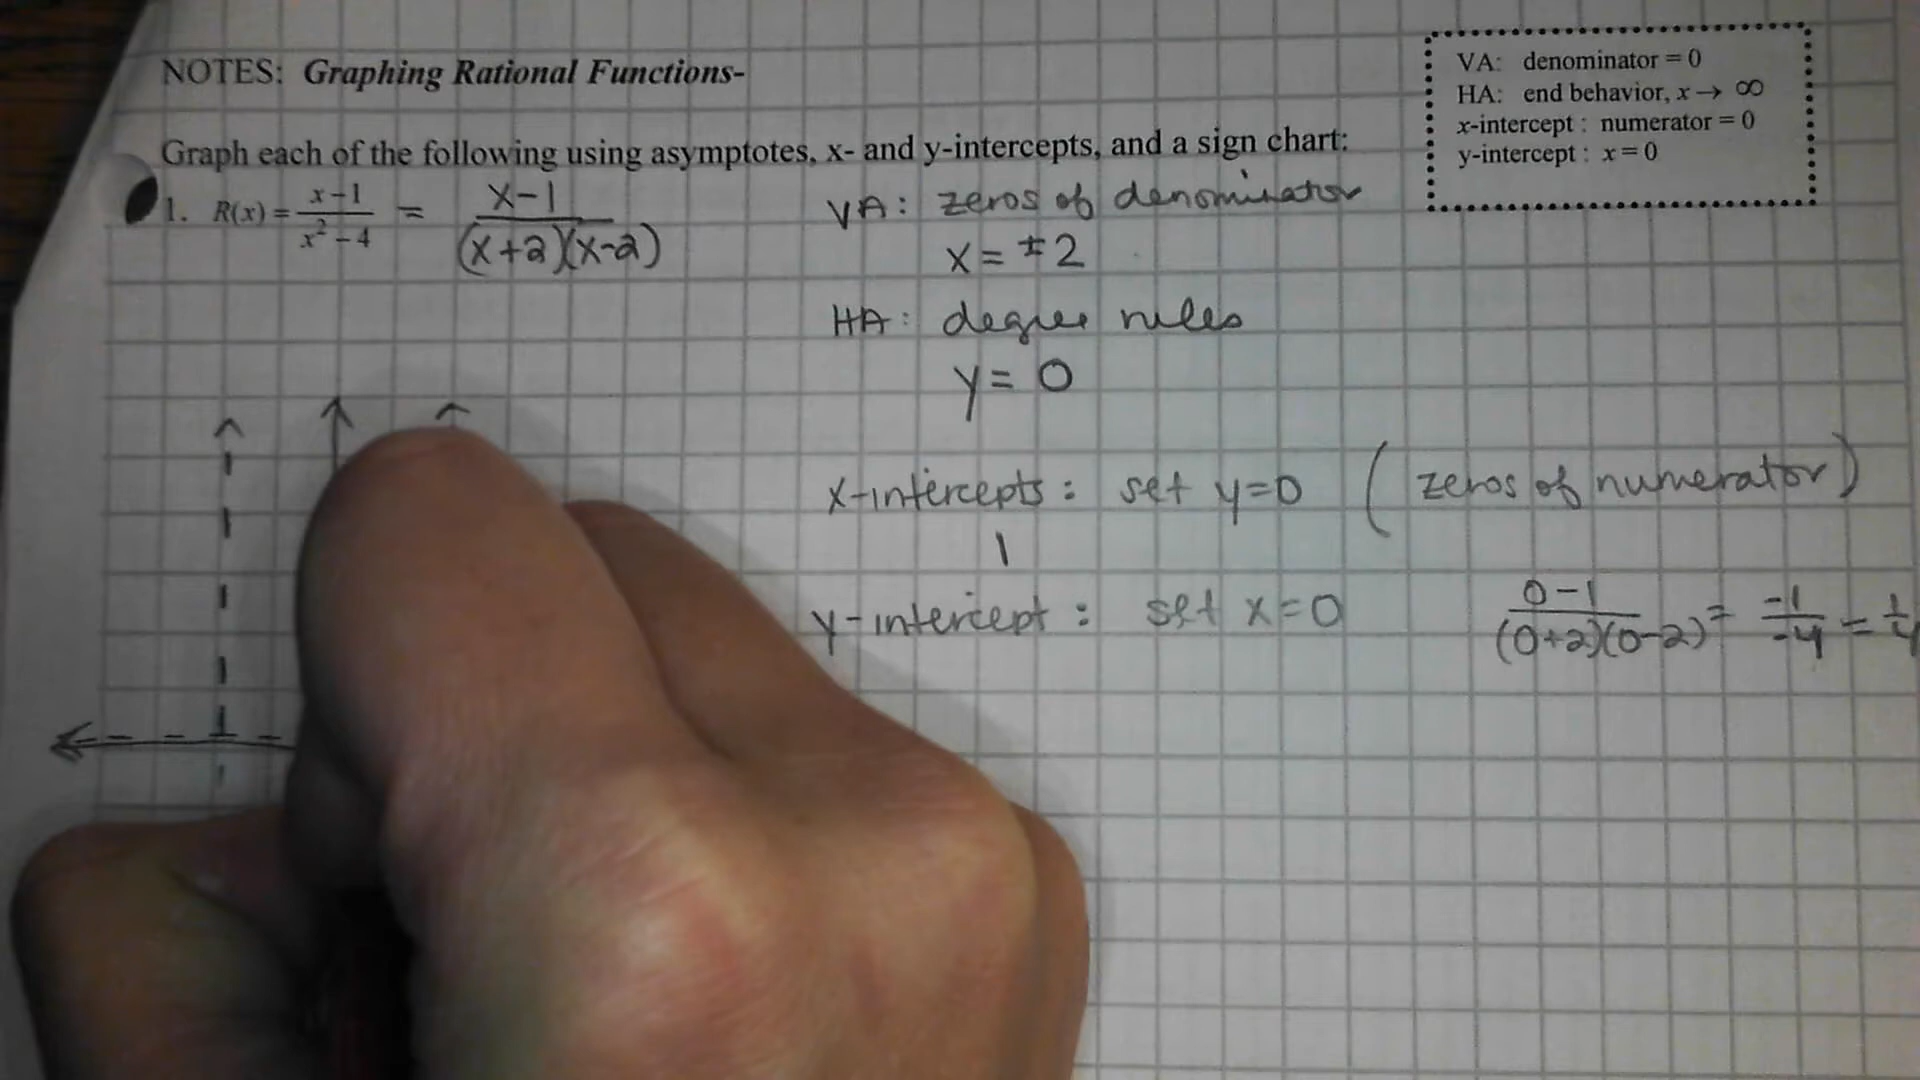 NOTES: Graphing Rational Functions-
VA: denominator = 0
HA: end behavior, x → ∞
x-intercept : numerator = 0
y-intercept : x = 0
Graph each of the following using asymptotes, x- and y-intercepts, and a sign chart:
1. R(x) = (x-1)/(x² - 4) = (x-1)/((x+2)(x-2))
VA: zeros of denominator
x = ±2
HA: degree rules
y = 0
x-intercepts: set y=0 (zeros of numerator)
1
y-intercept: set x=0 (0-1)/((0+2)(0-2)) = -1/-4 = 1/4